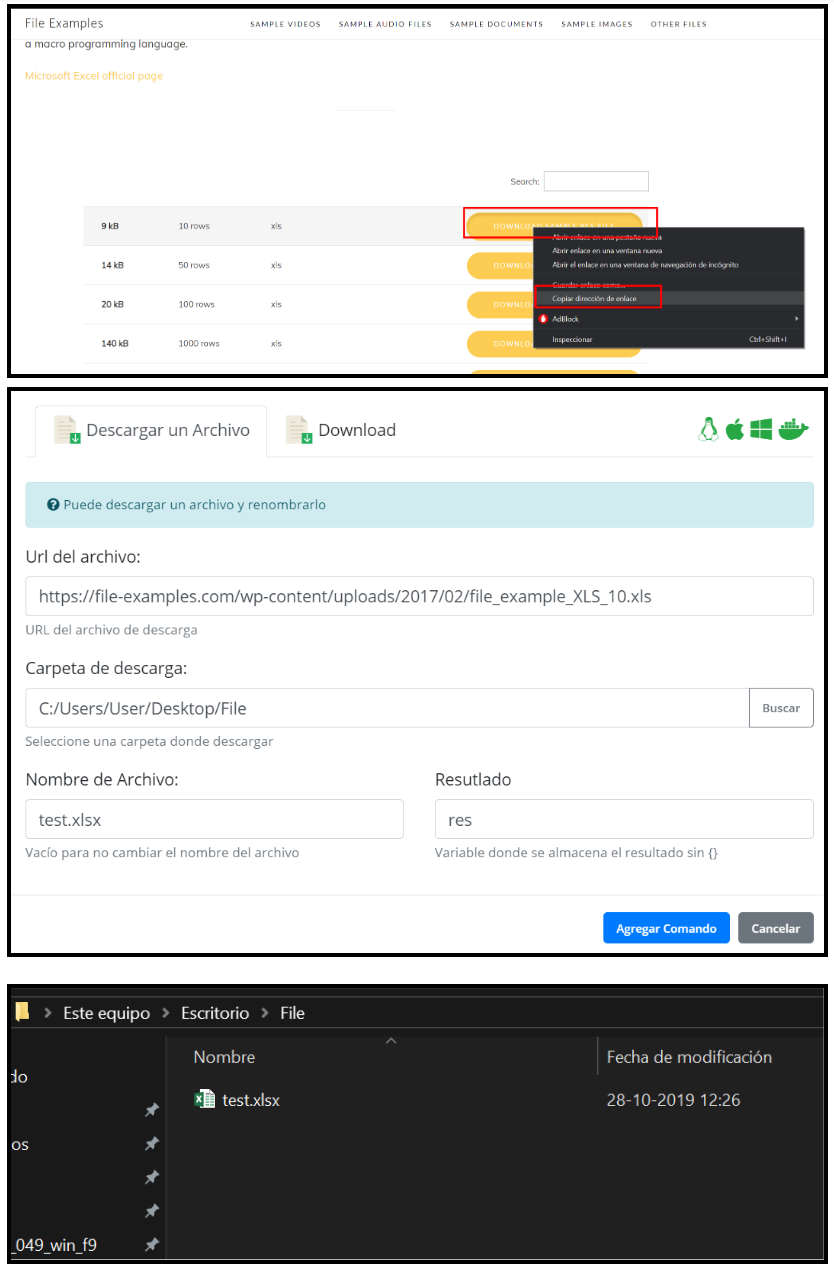 File Examples
SAMPLE VIDEOS SAMPLE AUDIO FILES SAMPLE DOCUMENTS SAMPLE IMAGES OTHER FILES
a macro programming language.
Microsoft Excel official page
Search:
9 kB 10 rows xls DOWNLOAD SAMPLE XLS FILE
14 kB 50 rows xls DOWNLO
20 kB 100 rows xls DOWNLO
140 kB 1000 rows xls DOWNLO
Abrir enlace en una pestaña nueva
Abrir enlace en una ventana nueva
Abrir el enlace en una ventana de navegación de incógnito
Guardar enlace como...
Copiar dirección de enlace
AdBlock
Inspeccionar Ctrl+Shift+I
Descargar un Archivo Download
Puede descargar un archivo y renombrarlo
Url del archivo:
https://file-examples.com/wp-content/uploads/2017/02/file_example_XLS_10.xls
URL del archivo de descarga
Carpeta de descarga:
C:/Users/User/Desktop/File Buscar
Seleccione una carpeta donde descargar
Nombre de Archivo: Resutlado
test.xlsx res
Vacío para no cambiar el nombre del archivo Variable donde se almacena el resultado sin {}
Agregar Comando Cancelar
Este equipo > Escritorio > File
Nombre Fecha de modificación
do
test.xlsx 28-10-2019 12:26
os
_049_win_f9